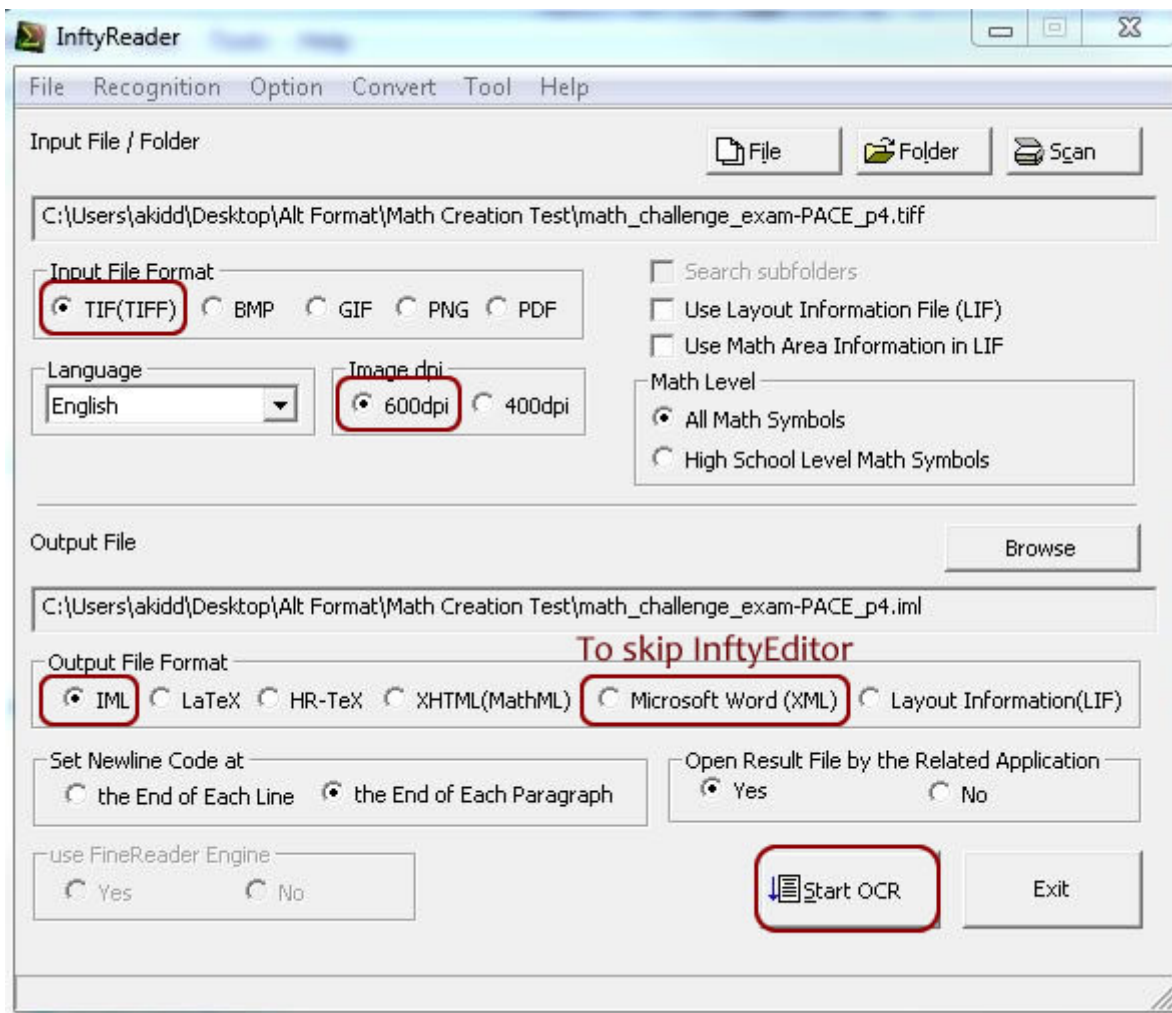 InftyReader
File Recognition Option Convert Tool Help
Input File / Folder File Folder Scan
C:\Users\akidd\Desktop\Alt Format\Math Creation Test\math_challenge_exam-PACE_p4.tiff
Input File Format Search subfolders
TIF(TIFF) BMP GIF PNG PDF Use Layout Information File (LIF)
Use Math Area Information in LIF
Language Image dpi Math Level
English 600dpi 400dpi All Math Symbols
High School Level Math Symbols
Output File Browse
C:\Users\akidd\Desktop\Alt Format\Math Creation Test\math_challenge_exam-PACE_p4.iml
To skip InftyEditor
Output File Format
IML LaTeX HR-TeX XHTML(MathML) Microsoft Word (XML) Layout Information(LIF)
Set Newline Code at Open Result File by the Related Application
the End of Each Line the End of Each Paragraph Yes No
use FineReader Engine
Yes No Start OCR Exit